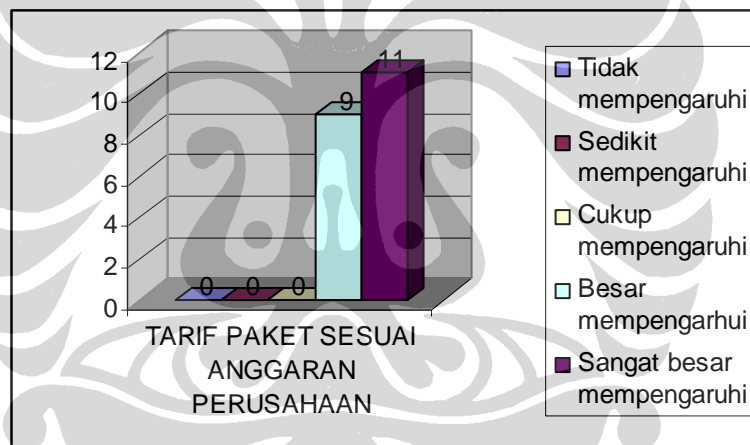 12
10
8
6
4
2
0
0 0 0 9 11
TARIF PAKET SESUAI
ANGGARAN
PERUSAHAAN
Tidak
mempengaruhi
Sedikit
mempengaruhi
Cukup
mempengaruhi
Besar
mempengarhui
Sangat besar
mempengaruhi